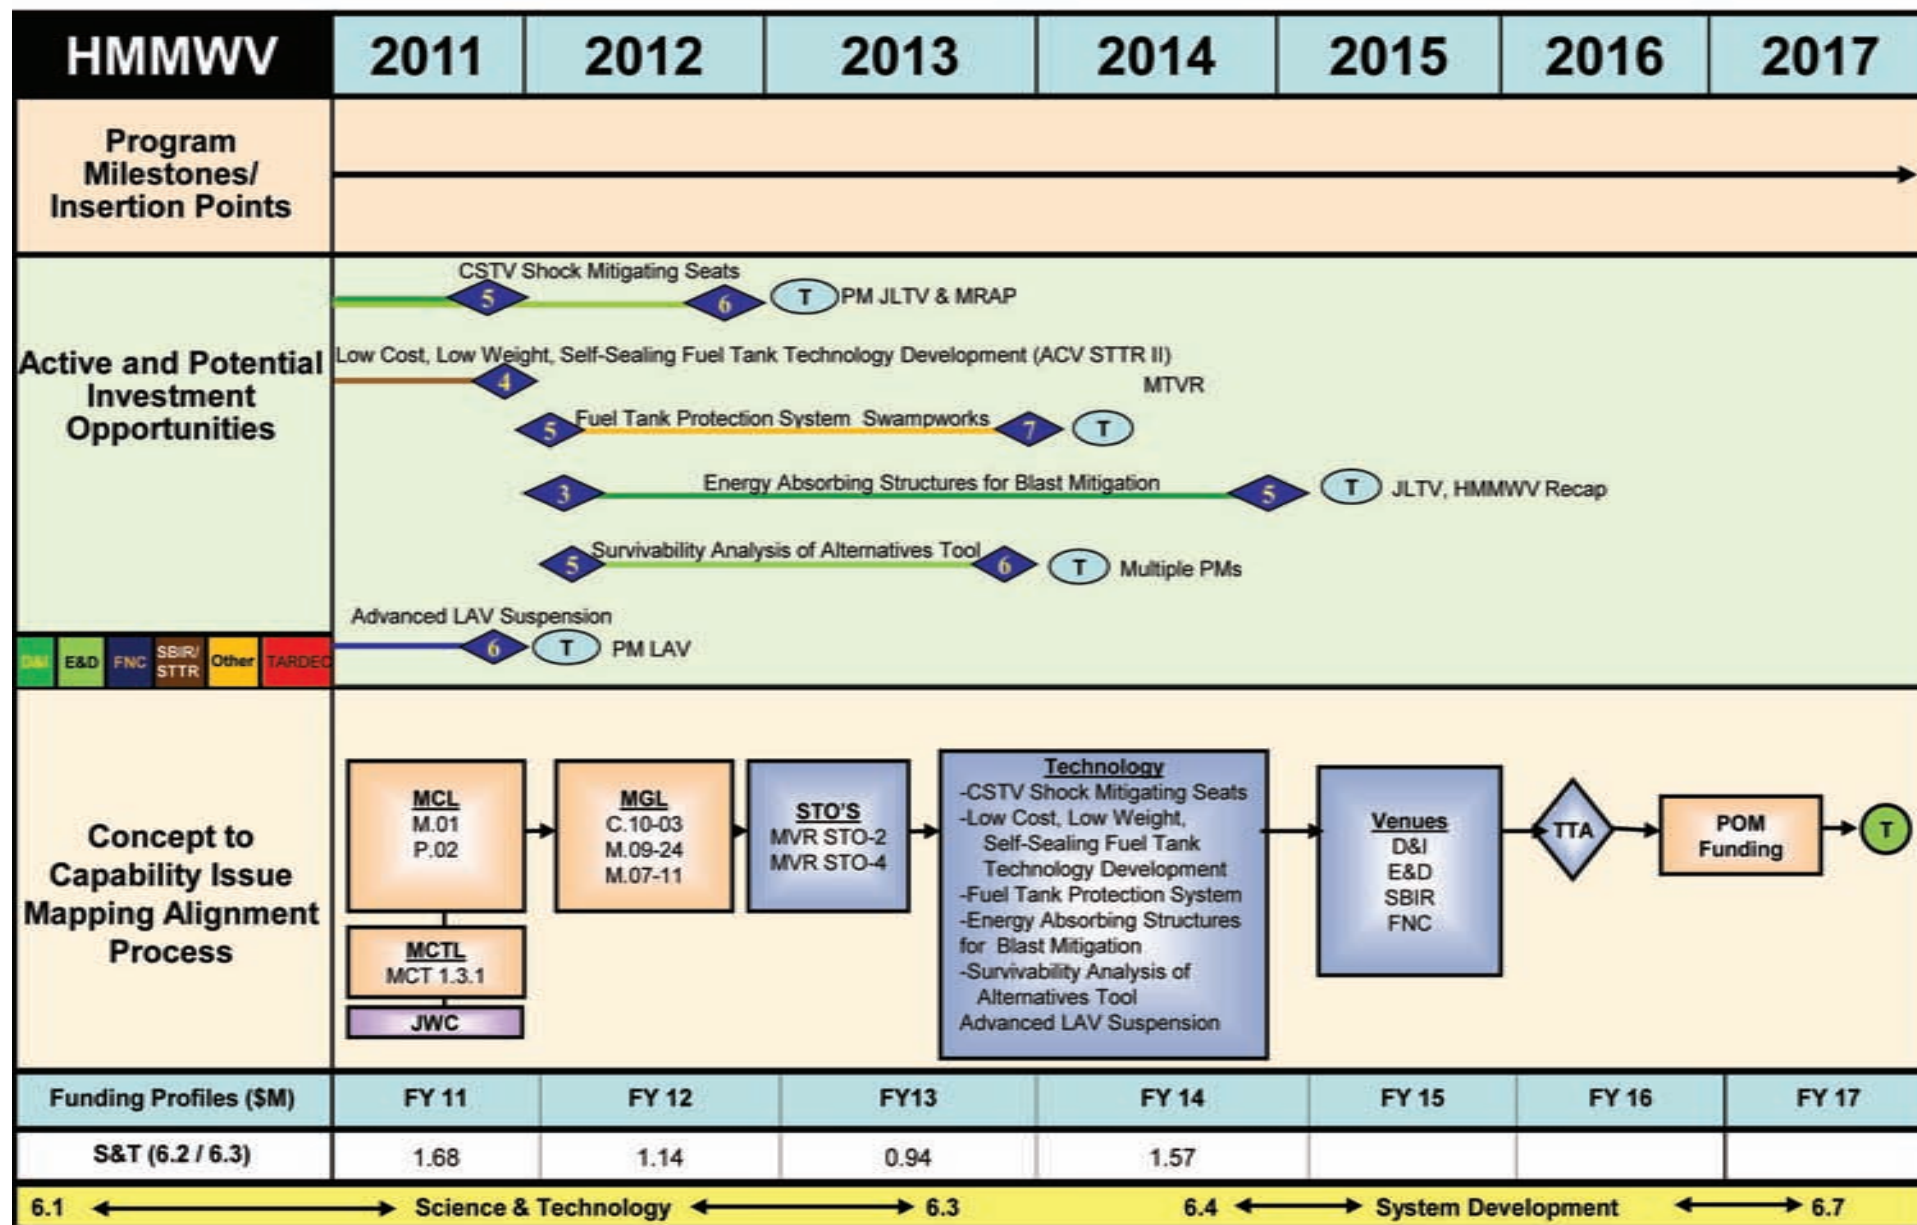 HMMWV 2011 2012 2013 2014 2015 2016 2017
Program
Milestones/
Insertion Points
Active and Potential
Investment
Opportunities
CSTV Shock Mitigating Seats
5 6 T PM JLTV & MRAP
Low Cost, Low Weight, Self-Sealing Fuel Tank Technology Development (ACV STTR II)
4 MTVR
5 Fuel Tank Protection System Swampworks 7 T
3 Energy Absorbing Structures for Blast Mitigation 5 T JLTV, HMMWV Recap
5 Survivability Analysis of Alternatives Tool 6 T Multiple PMs
Advanced LAV Suspension
6 T PM LAV
D&I E&D FNC SBIR/ STTR Other TARDEC
Concept to
Capability Issue
Mapping Alignment
Process
MCL
M.01
P.02
MCTL
MCT 1.3.1
JWC
MGL
C.10-03
M.09-24
M.07-11
STO'S
MVR STO-2
MVR STO-4
Technology
-CSTV Shock Mitigating Seats
-Low Cost, Low Weight,
Self-Sealing Fuel Tank
Technology Development
-Fuel Tank Protection System
-Energy Absorbing Structures
for Blast Mitigation
-Survivability Analysis of
Alternatives Tool
Advanced LAV Suspension
Venues
D&I
E&D
SBIR
FNC
TTA
POM
Funding
T
Funding Profiles ($M) FY 11 FY 12 FY13 FY 14 FY 15 FY 16 FY 17
S&T (6.2 / 6.3) 1.68 1.14 0.94 1.57
6.1 Science & Technology 6.3 6.4 System Development 6.7